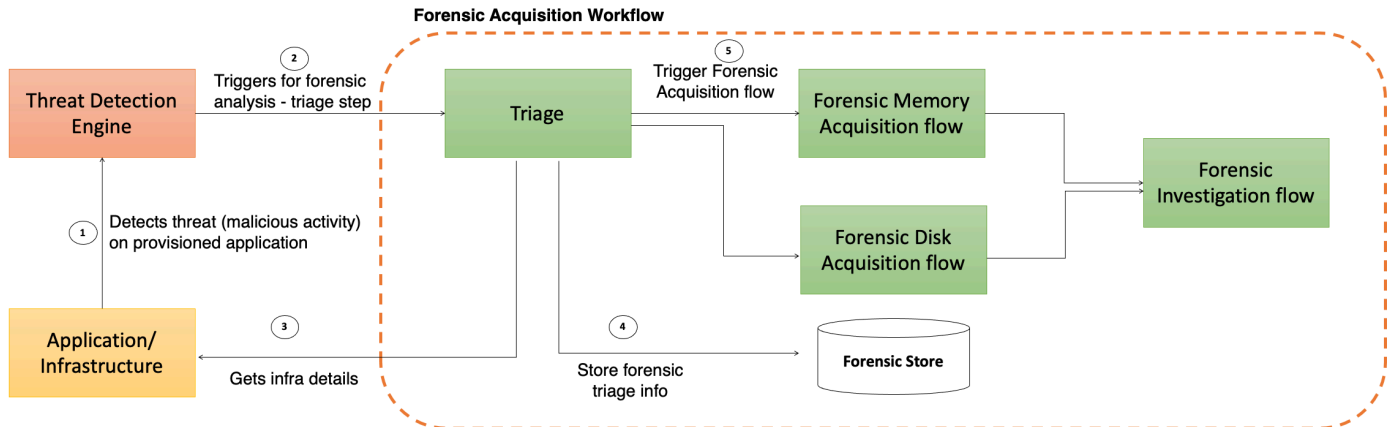 Forensic Acquisition Workflow
2
Triggers for forensic
analysis - triage step
5
Trigger Forensic
Acquisition flow
Threat Detection
Engine
Triage
Forensic Memory
Acquisition flow
Forensic
Investigation flow
1
Detects threat (malicious activity)
on provisioned application
Forensic Disk
Acquisition flow
Application/
Infrastructure
3
Gets infra details
4
Store forensic
triage info
Forensic Store